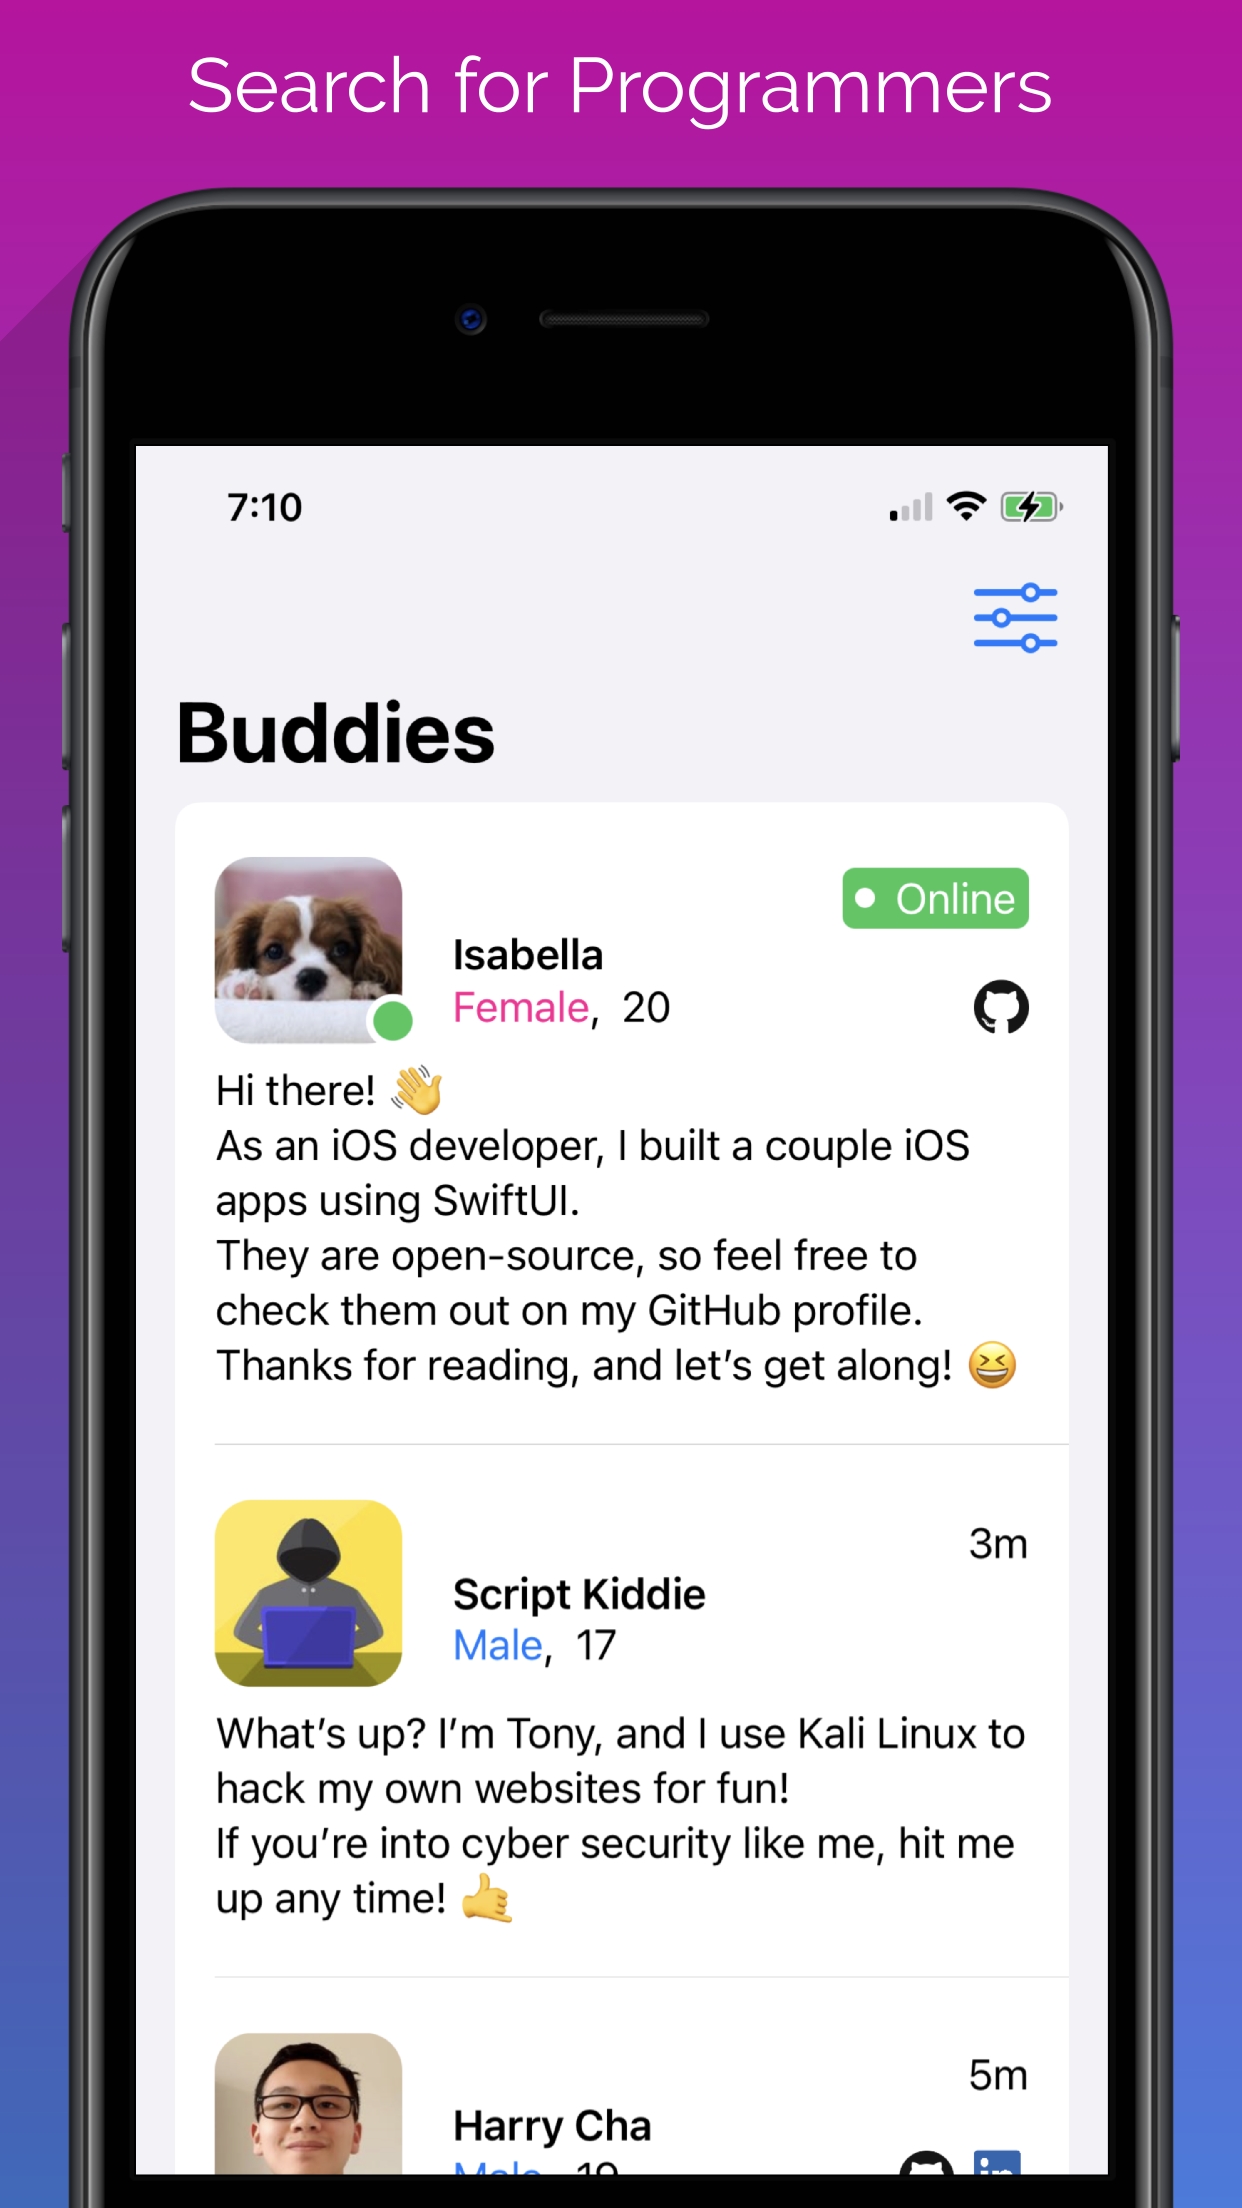 Search for Programmers
7:10
Buddies
Online
Isabella
Female, 20
Hi there! 👋
As an iOS developer, I built a couple iOS
apps using SwiftUI.
They are open-source, so feel free to
check them out on my GitHub profile.
Thanks for reading, and let's get along! 😆
3m
Script Kiddie
Male, 17
What's up? I'm Tony, and I use Kali Linux to
hack my own websites for fun!
If you're into cyber security like me, hit me
up any time! 🤙
5m
Harry Cha
Male, 19
in